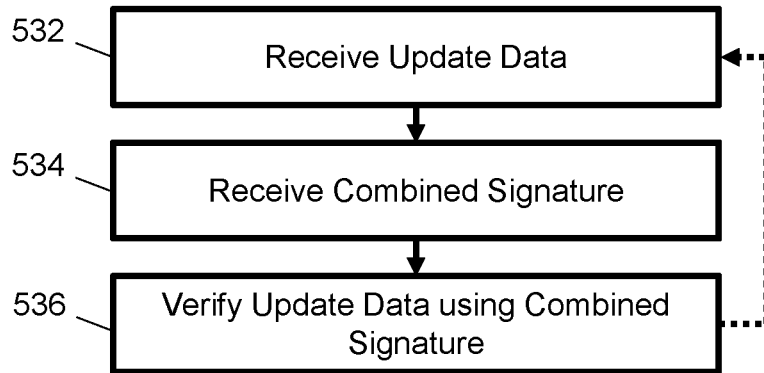 532
Receive Update Data
534
Receive Combined Signature
536
Verify Update Data using Combined
Signature